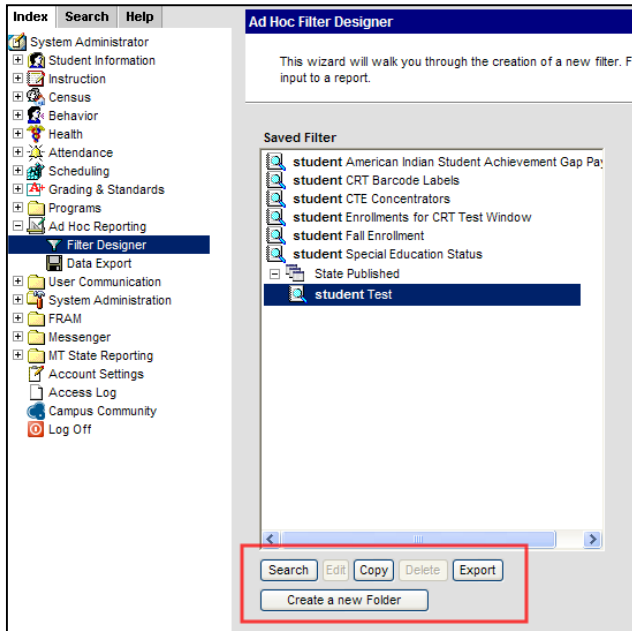 Index Search Help
System Administrator
Student Information
Instruction
Census
Behavior
Health
Attendance
Scheduling
Grading & Standards
Programs
Ad Hoc Reporting
Filter Designer
Data Export
User Communication
System Administration
FRAM
Messenger
MT State Reporting
Account Settings
Access Log
Campus Community
Log Off
Ad Hoc Filter Designer
This wizard will walk you through the creation of a new filter. F
input to a report.
Saved Filter
student American Indian Student Achievement Gap Pay
student CRT Barcode Labels
student CTE Concentrators
student Enrollments for CRT Test Window
student Fall Enrollment
student Special Education Status
State Published
student Test
Search Edit Copy Delete Export
Create a new Folder